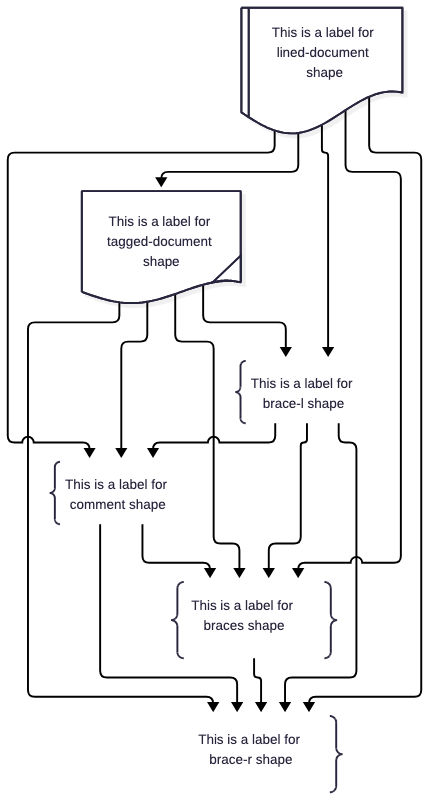 This is a label for
lined-document
shape
This is a label for
tagged-document
shape
This is a label for
brace-l shape
This is a label for
comment shape
This is a label for
braces shape
This is a label for
brace-r shape